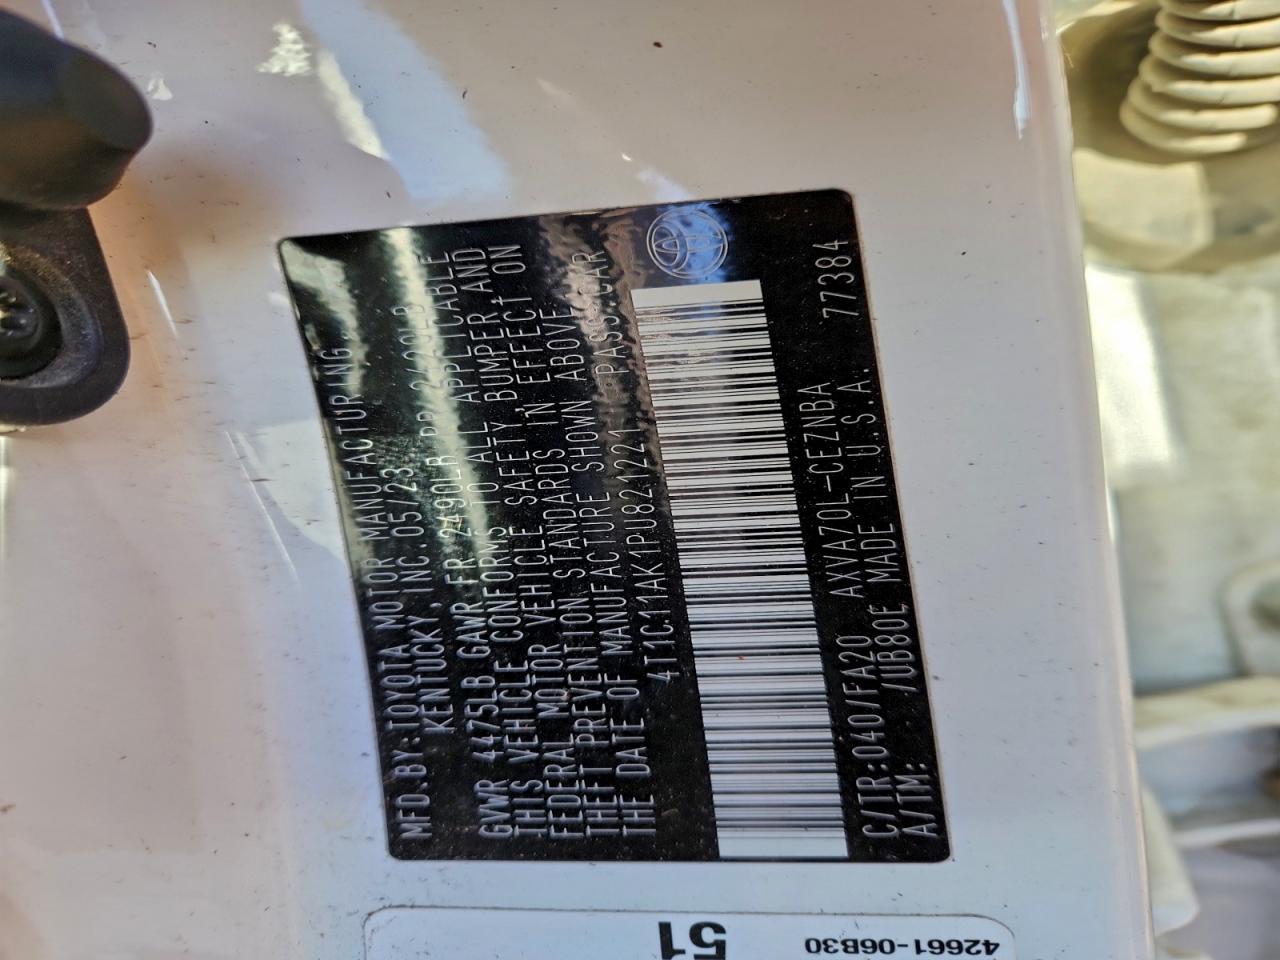 MFD.BY:TOYOTA MOTOR MANUFACTURING
KENTUCKY, INC 05/23
GVWR 4475LB GAWR FR 2490LB RR 2620LB
THIS VEHICLE CONFORMS TO ALL APPLICABLE
FEDERAL MOTOR VEHICLE SAFETY, BUMPER, AND
THEFT PREVENTION STANDARDS IN EFFECT ON
THE DATE OF MANUFACTURE SHOWN ABOVE.
4T1C11AK1PU821221 PASS.CAR
C/TR:040/FA20 AXVA70L-CEZNBA 77384
A/TM: /UB80E MADE IN U.S.A.
51
42661-06B30